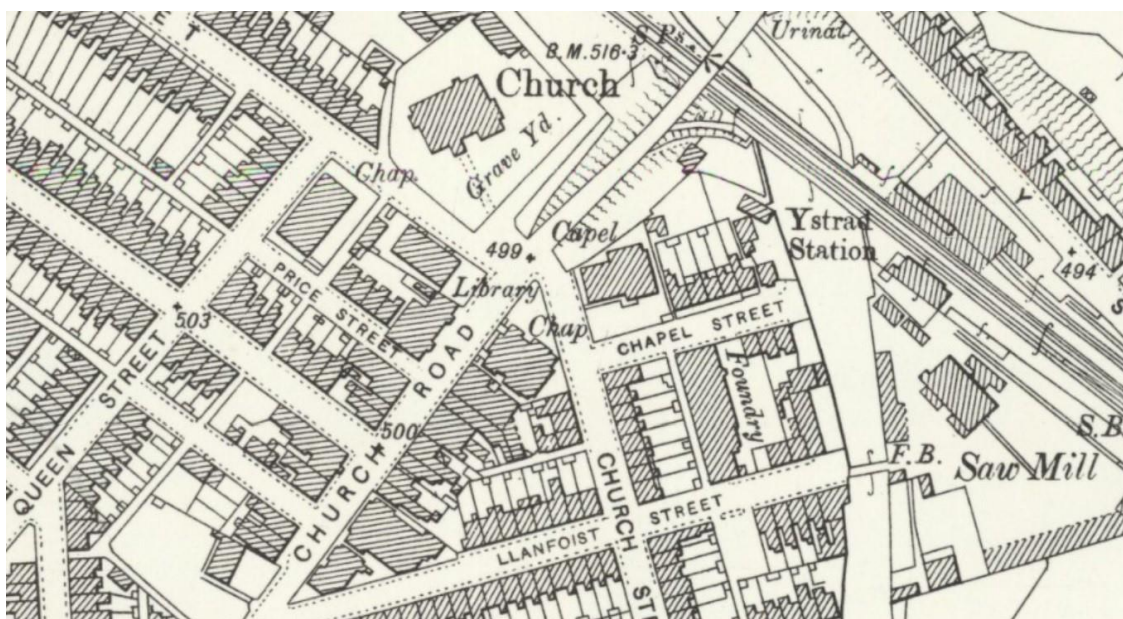 T
S.Ps.
Urinal
B.M.516·3
Church
Grave Yd.
Chap.
Capel
499
Y
Ystrad
Station
494
S
Library
PRICE
STREET
503
Chap.
CHAPEL STREET
Foundry
QUEEN STREET
CHURCH ROAD
500
S.B
F.B.
Saw Mill
CHURCH ST
LLANFOIST STREET